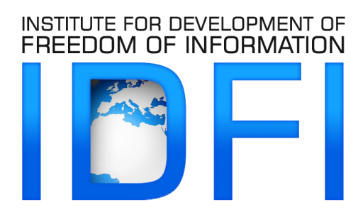 INSTITUTE FOR DEVELOPMENT OF
FREEDOM OF INFORMATION
IDFI